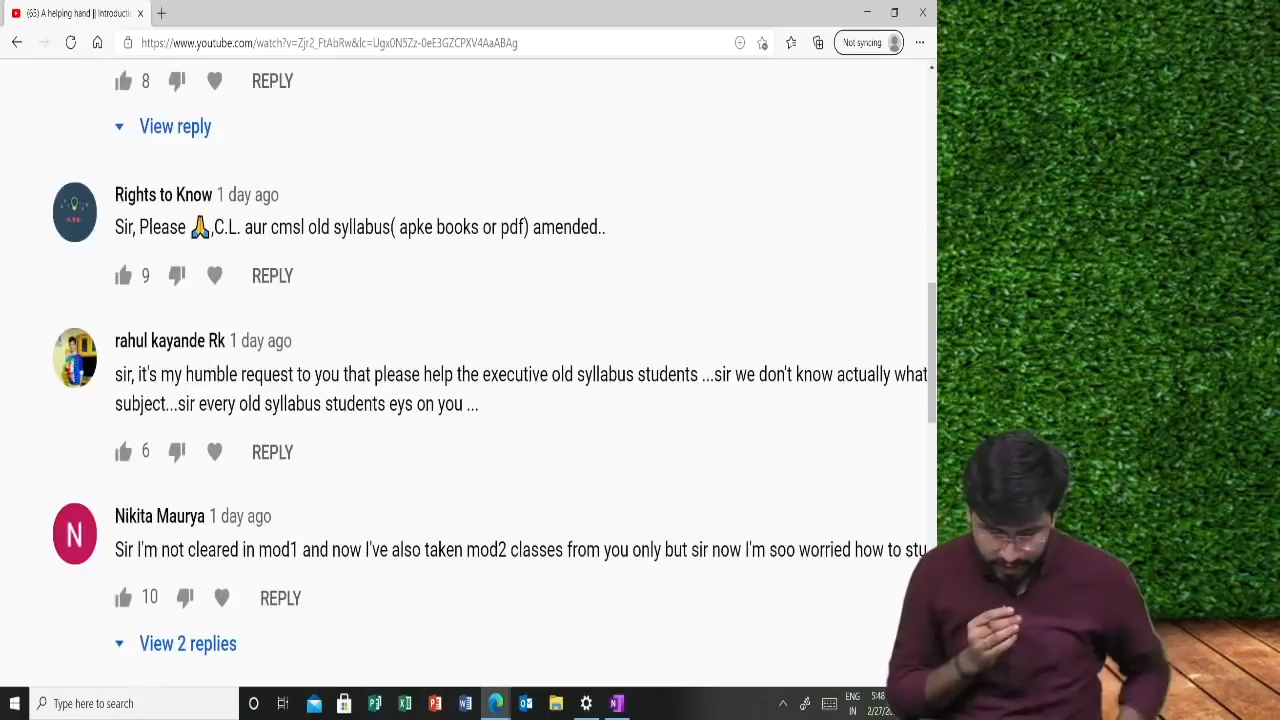 (65) A helping hand || Introducti
https://www.youtube.com/watch?v=Zjr2_FtAbRw&lc=Ugx0N5Zz-0eE3GZCPXV4AaABAg
Not syncing
8 REPLY
View reply
Rights to Know 1 day ago
Sir, Please 🙏,C.L. aur cmsl old syllabus( apke books or pdf) amended..
9 REPLY
rahul kayande Rk 1 day ago
sir, it's my humble request to you that please help the executive old syllabus students ...sir we don't know actually what
subject...sir every old syllabus students eys on you ...
6 REPLY
N
Nikita Maurya 1 day ago
Sir I'm not cleared in mod1 and now I've also taken mod2 classes from you only but sir now I'm soo worried how to stu
10 REPLY
View 2 replies
Type here to search
ENG
IN
5:48
2/27/20